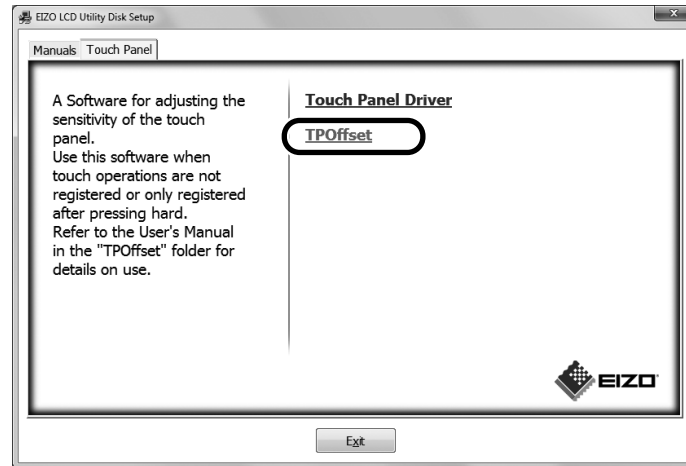 EIZO LCD Utility Disk Setup
x
Manuals Touch Panel
A Software for adjusting the
sensitivity of the touch
panel.
Use this software when
touch operations are not
registered or only registered
after pressing hard.
Refer to the User's Manual
in the "TPOffset" folder for
details on use.
Touch Panel Driver
TPOffset
EIZO
Exit